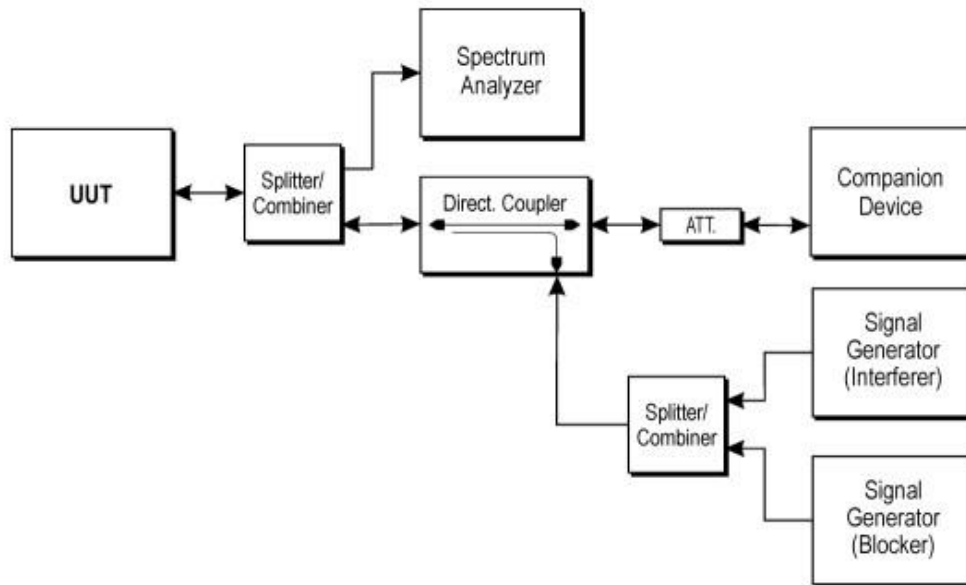 Spectrum
Analyzer
UUT
Splitter/
Combiner
Direct. Coupler
ATT.
Companion
Device
Signal
Generator
(Interferer)
Splitter/
Combiner
Signal
Generator
(Blocker)